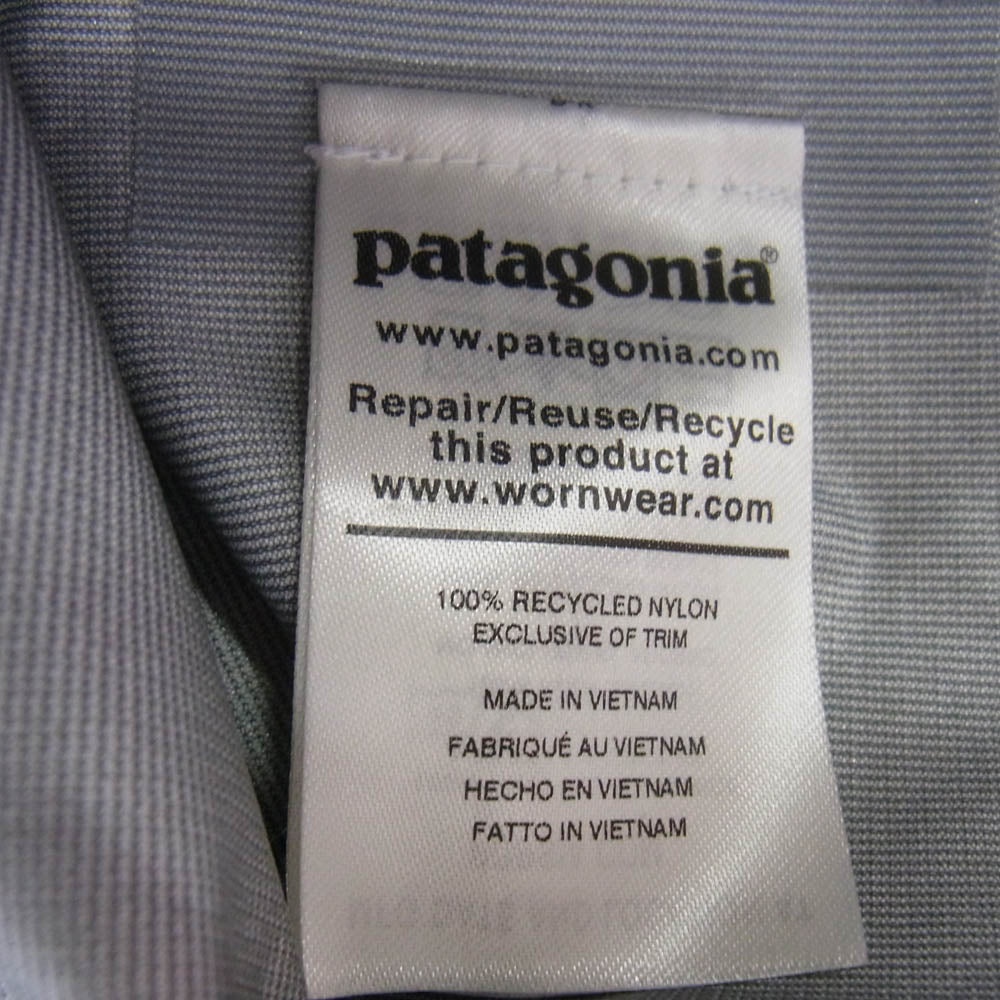 patagonia®
www.patagonia.com
Repair/Reuse/Recycle
this product at
www.wornwear.com
100% RECYCLED NYLON
EXCLUSIVE OF TRIM
MADE IN VIETNAM
FABRIQUÉ AU VIETNAM
HECHO EN VIETNAM
FATTO IN VIETNAM